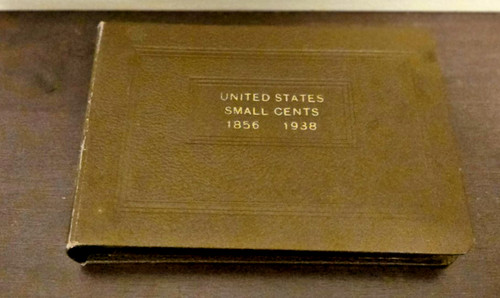 UNITED STATES
SMALL CENTS
1856 1938